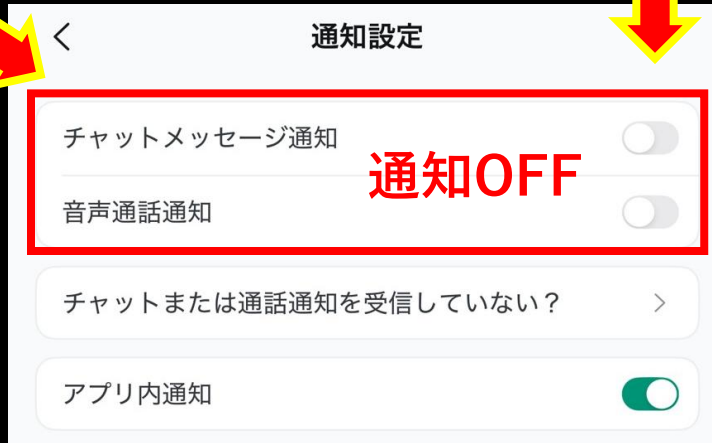 通知設定
チャットメッセージ通知
通知OFF
音声通話通知
チャットまたは通話通知を受信していない？
アプリ内通知